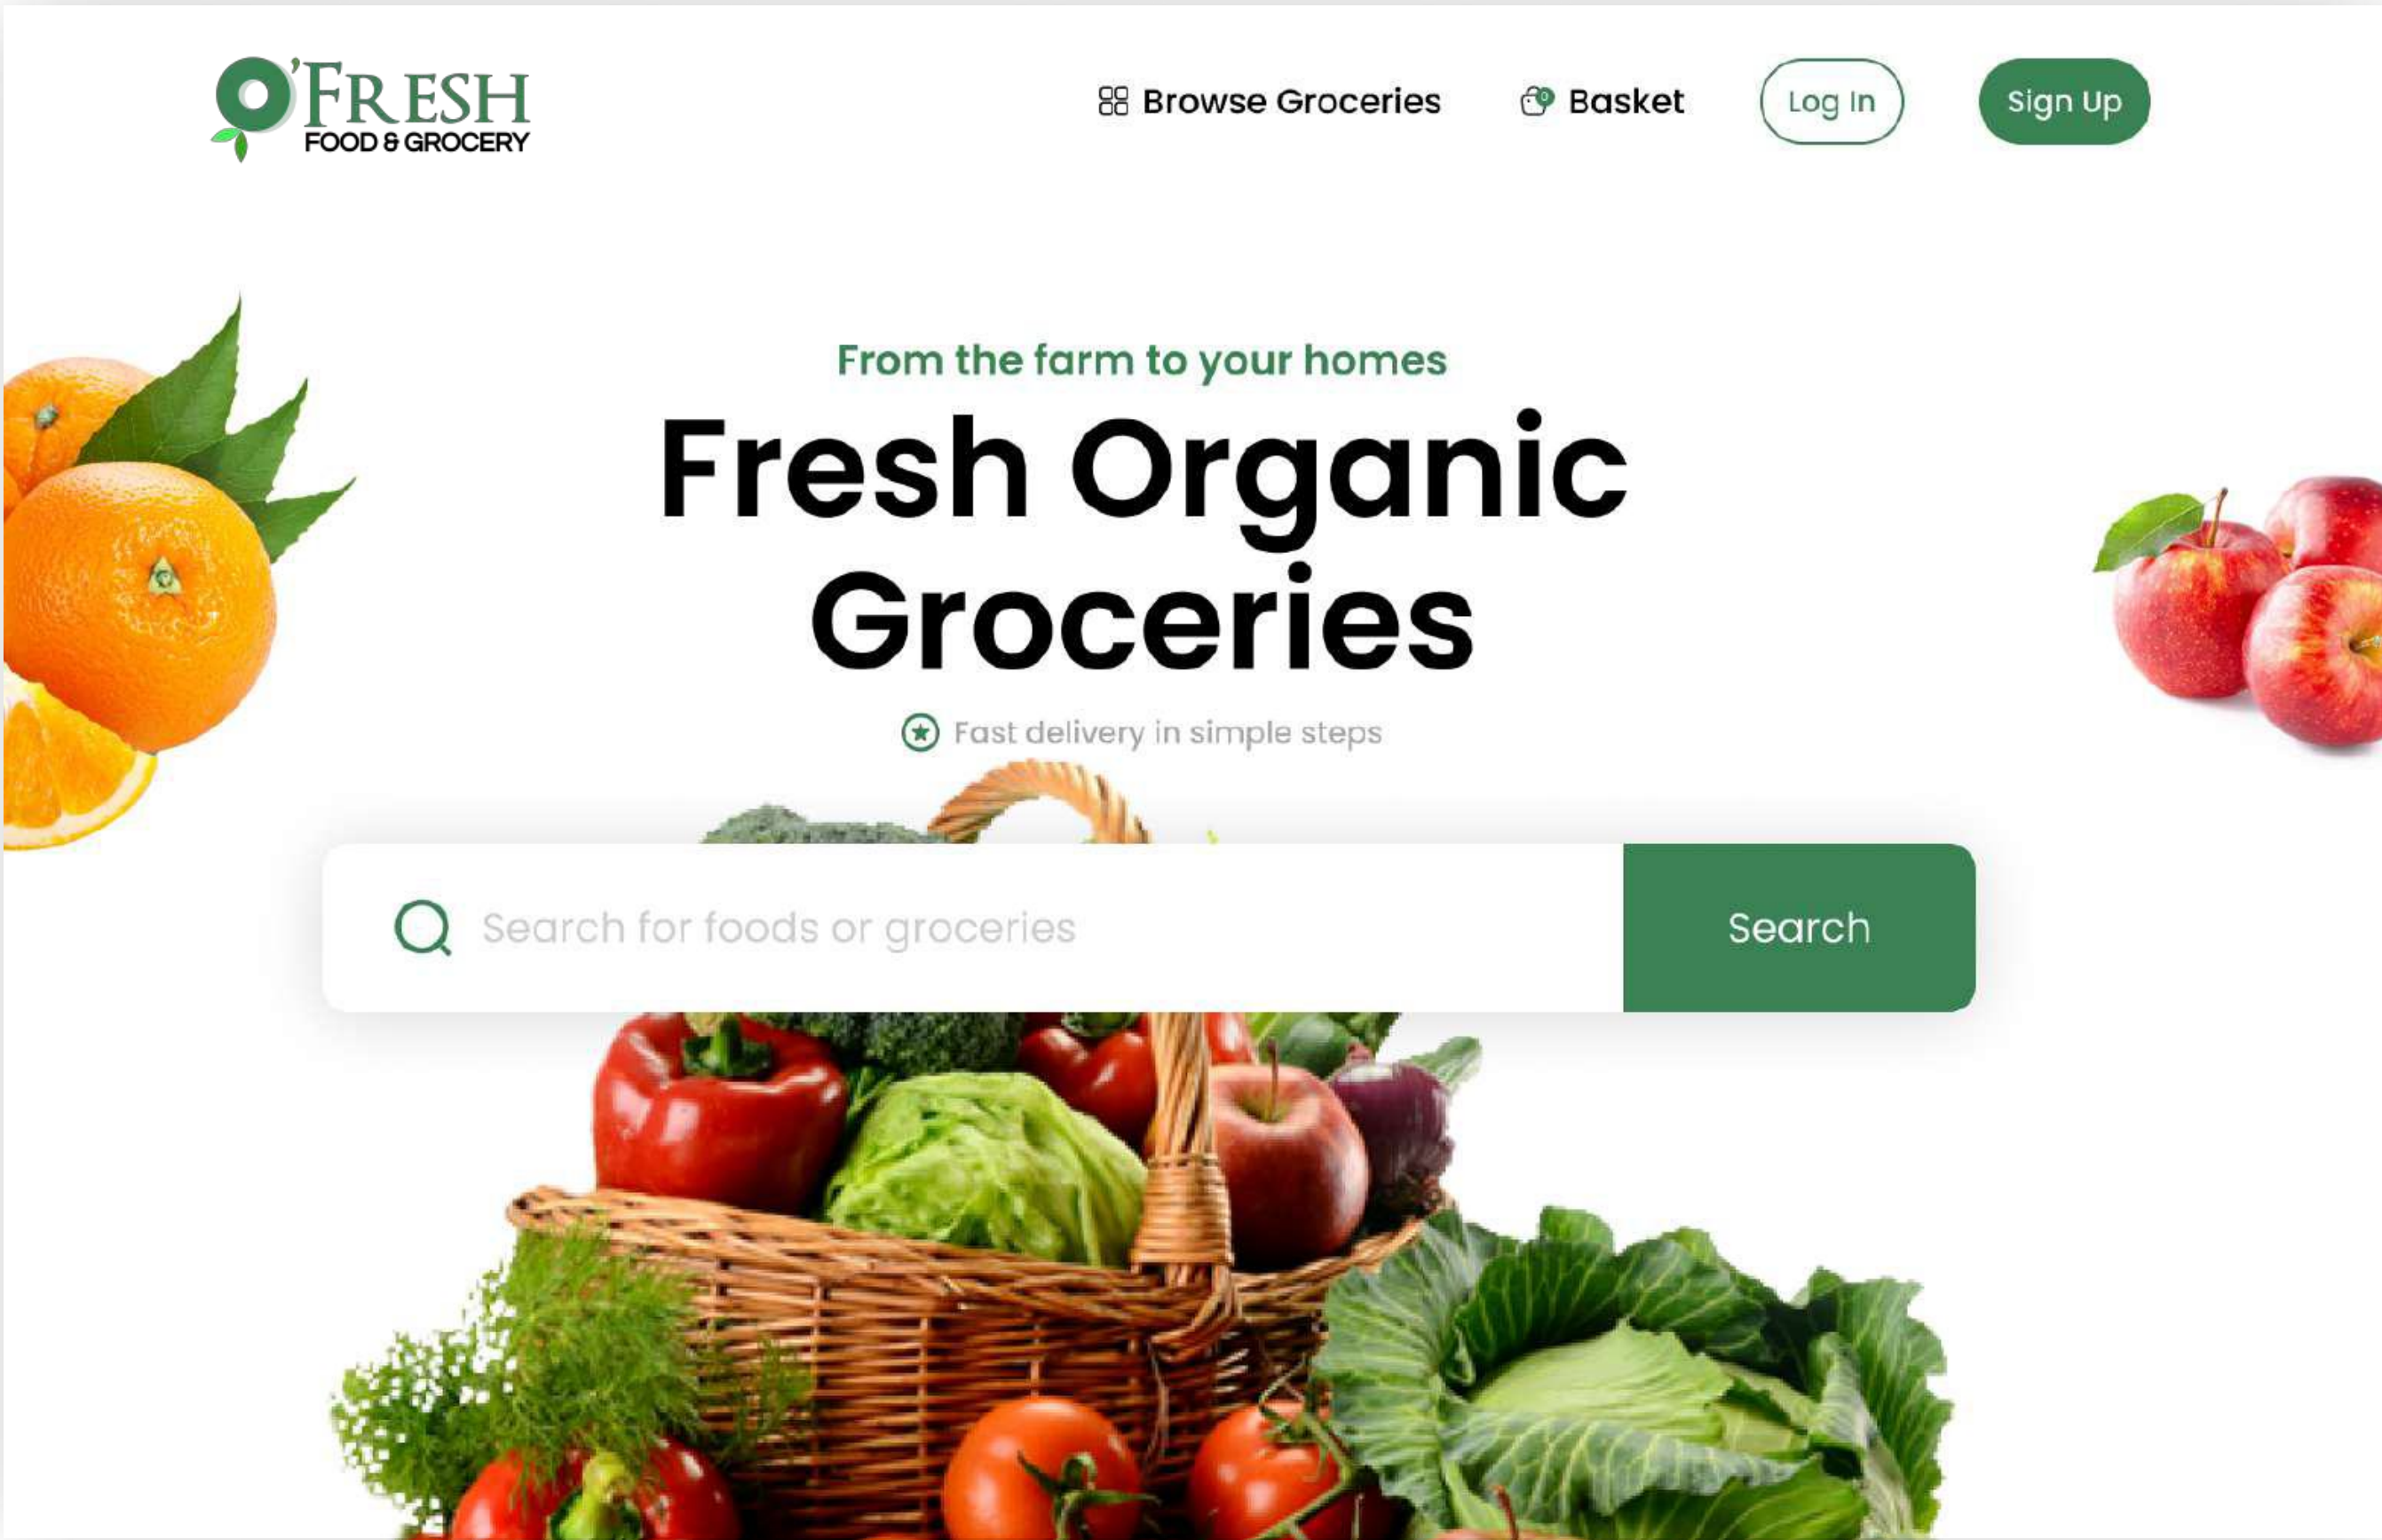 O'FRESH
FOOD & GROCERY
Browse Groceries
0
Basket
Log In
Sign Up
From the farm to your homes
Fresh Organic
Groceries
Fast delivery in simple steps
Search for foods or groceries
Search